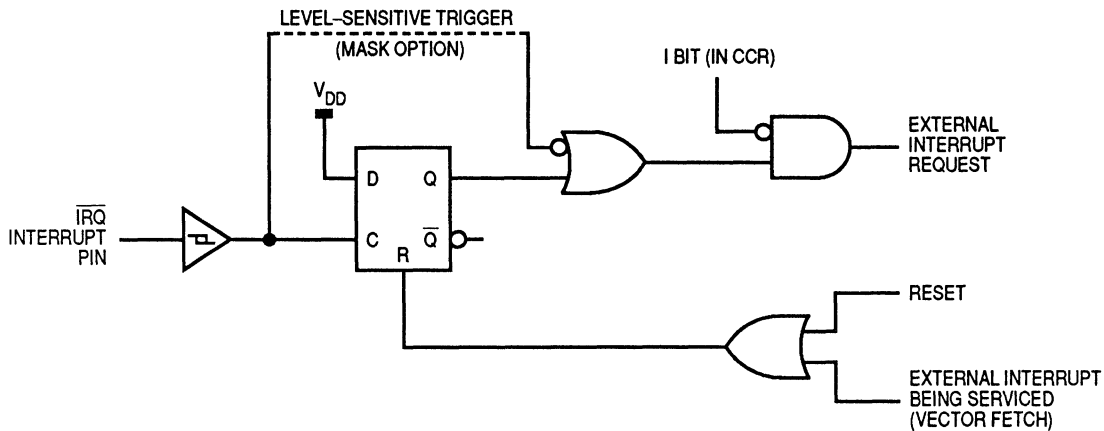 LEVEL–SENSITIVE TRIGGER
(MASK OPTION)
I BIT (IN CCR)
VDD
EXTERNAL
INTERRUPT
REQUEST
D
Q
IRQ
INTERRUPT
PIN
C
Q
R
RESET
EXTERNAL INTERRUPT
BEING SERVICED
(VECTOR FETCH)